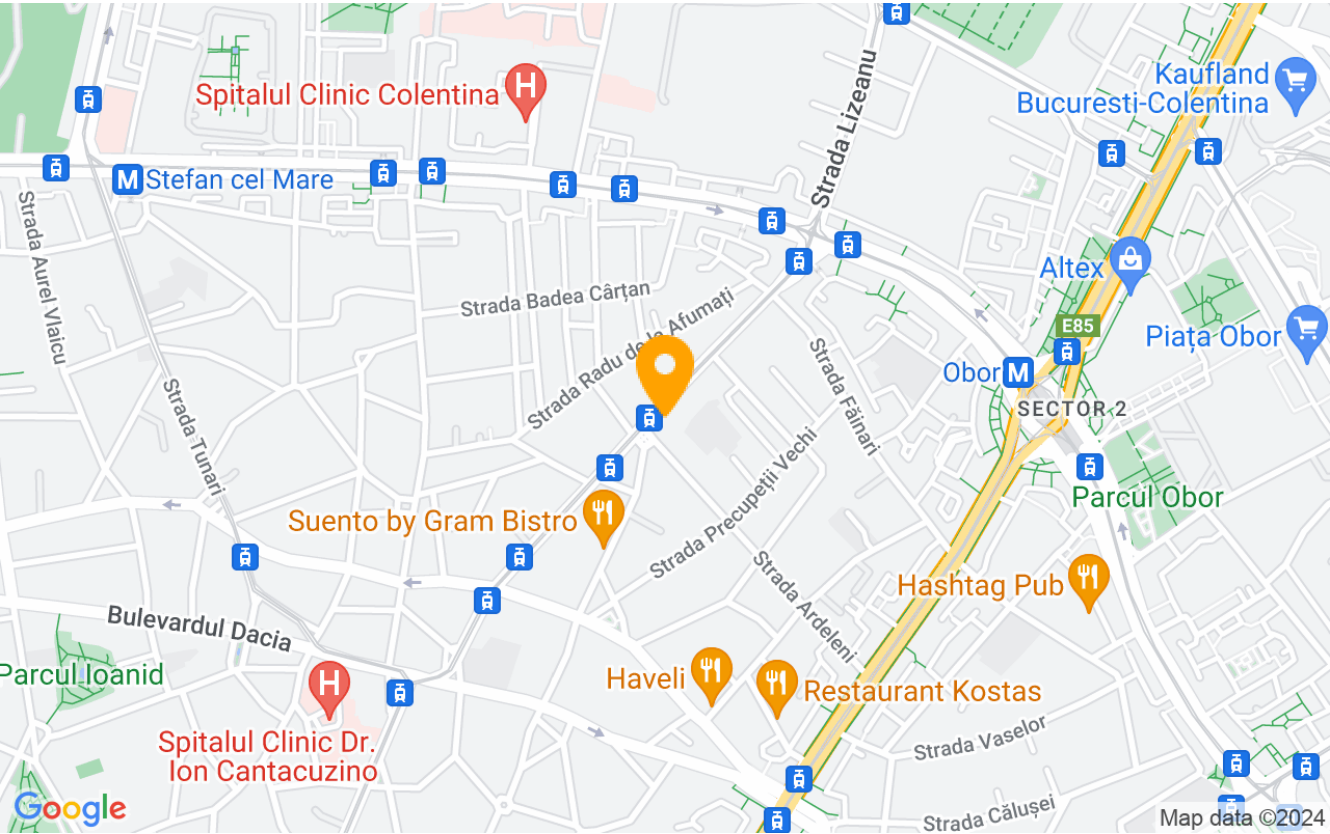 Kaufland
Bucuresti-Colentina
H
Spitalul Clinic Colentina
Strada Lizeanu
M
Stefan cel Mare
Strada Aurel Vlaicu
Altex
Strada Badea Cârțan
Strada Radu de la Afumați
E85
Piața Obor
Obor
M
Strada Făinari
SECTOR 2
Strada Tunari
Strada Precupeții Vechi
Parcul Obor
Suento by Gram Bistro
Hashtag Pub
Strada Ardeleni
Bulevardul Dacia
Parcul Ioanid
H
Haveli
Restaurant Kostas
Spitalul Clinic Dr.
Ion Cantacuzino
Strada Vaselor
Strada Călușei
Google
Map data ©2024